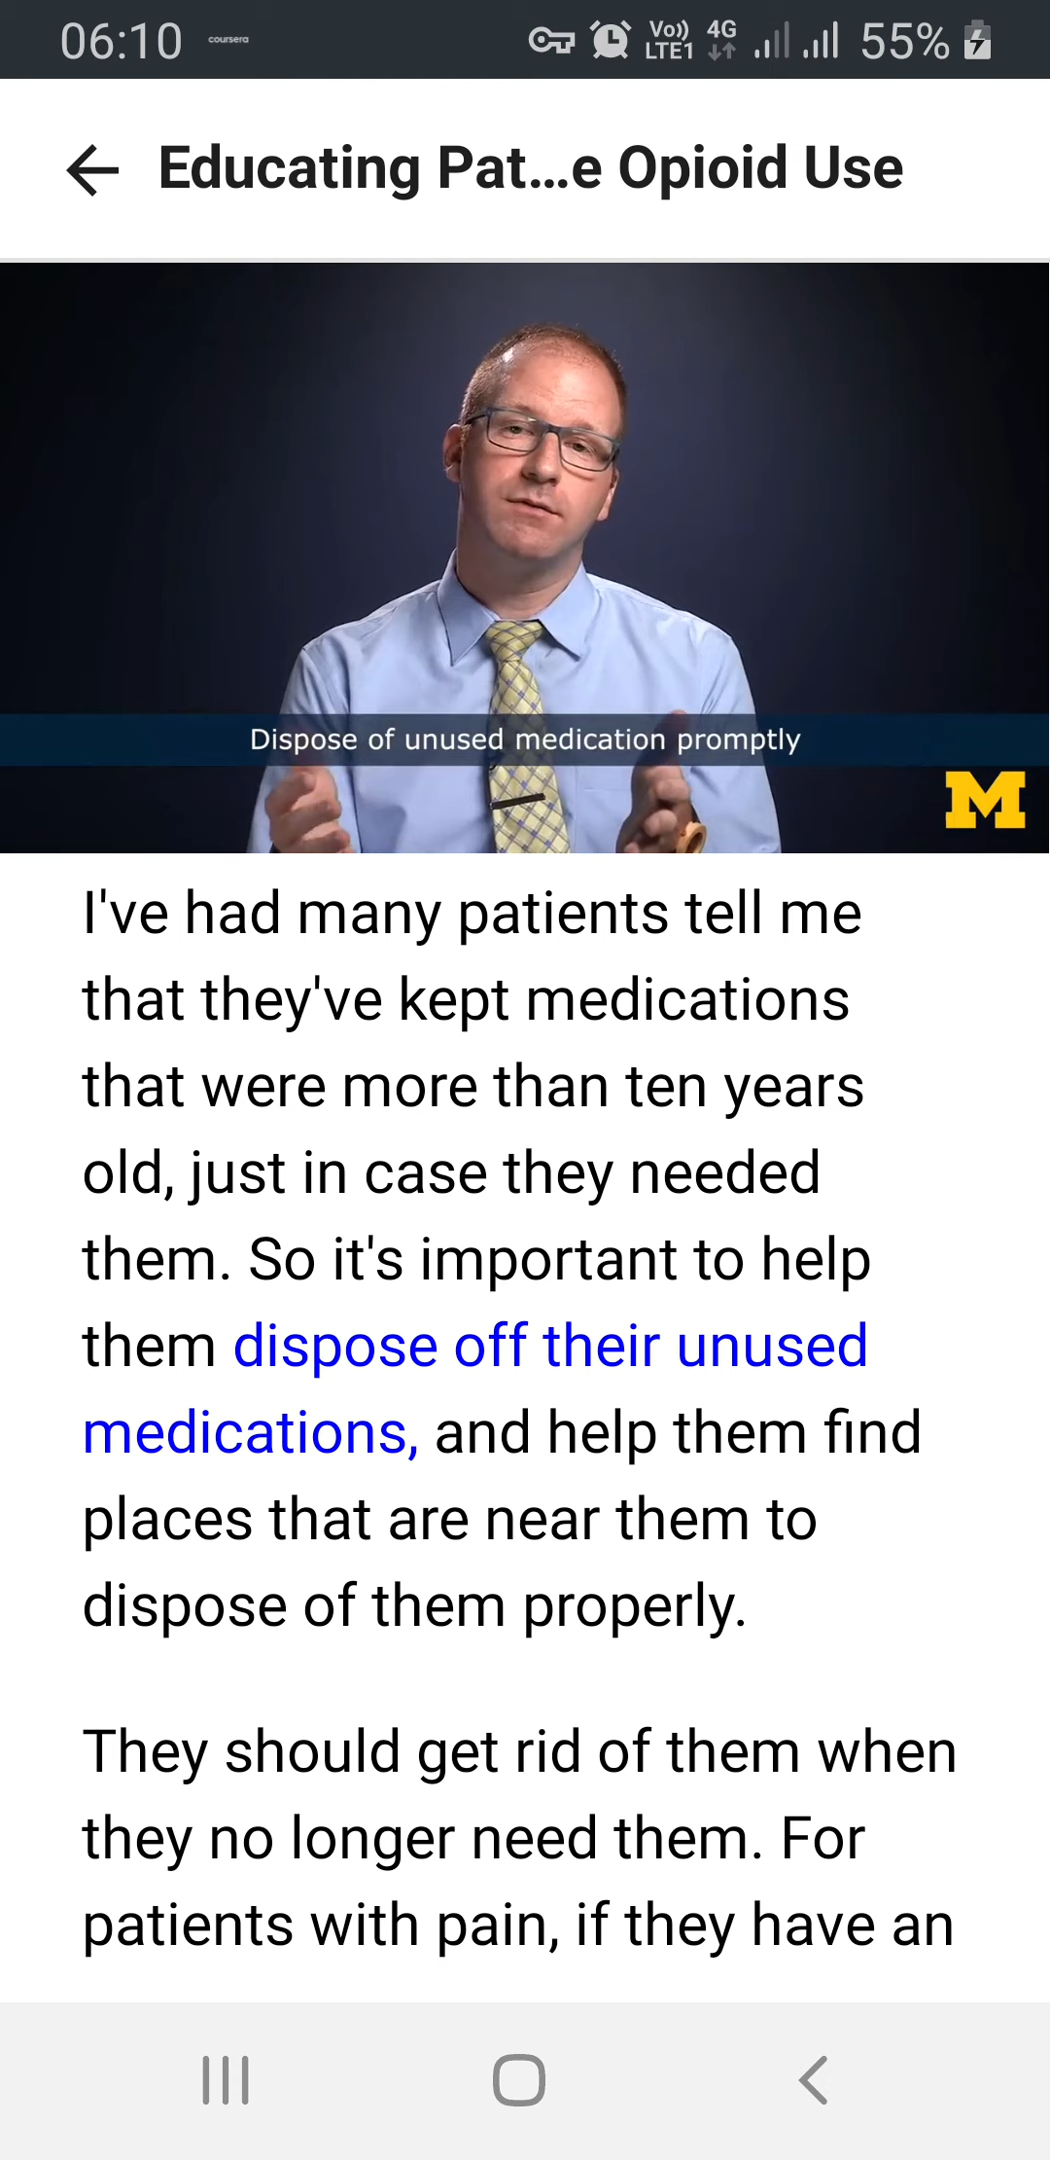 06:10 coursera Vo)) LTE1 4G 55%
Educating Pat...e Opioid Use
Dispose of unused medication promptly
M
I've had many patients tell me
that they've kept medications
that were more than ten years
old, just in case they needed
them. So it's important to help
them dispose off their unused
medications, and help them find
places that are near them to
dispose of them properly.
They should get rid of them when
they no longer need them. For
patients with pain, if they have an